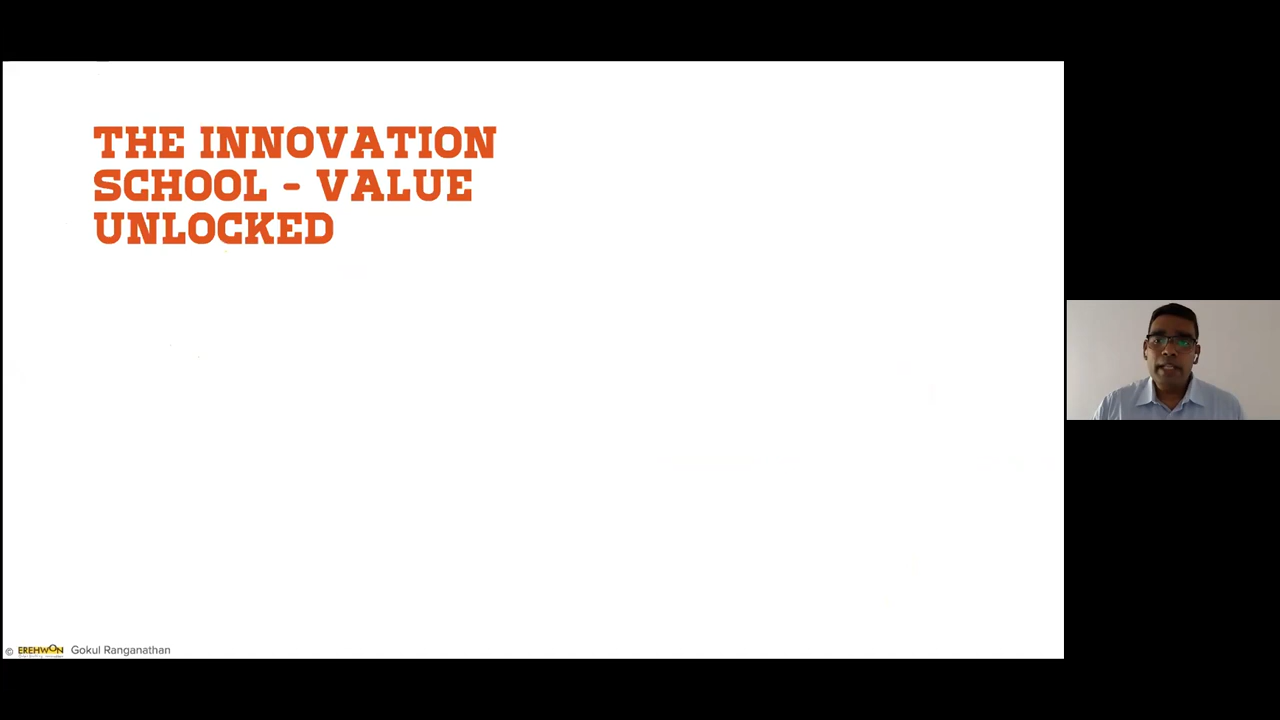 THE INNOVATION
SCHOOL - VALUE
UNLOCKED
© EREHWON Gokul Ranganathan